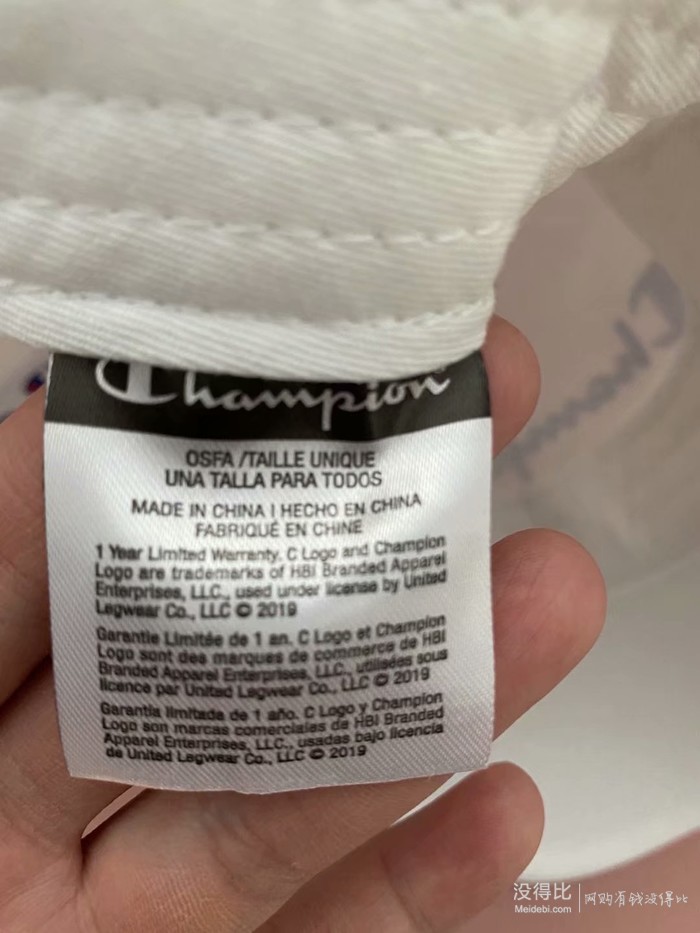 Champion
OSFA /TAILLE UNIQUE
UNA TALLA PARA TODOS
MADE IN CHINA I HECHO EN CHINA
FABRIQUÉ EN CHINE
1 Year Limited Warranty. C Logo and Champion
Logo are trademarks of HBI Branded Apparel
Enterprises, LLC., used under license by United
Legwear Co., LLC © 2019
Garantie Limitée de 1 an. C Logo et Champion
Logo sont des marques de commerce de HBI
Branded Apparel Enterprises, LLC., utilisées sous
licence par United Legwear Co., LLC © 2019
Garantía limitada de 1 año. C Logo y Champion
Logo son marcas comerciales de HBI Branded
Apparel Enterprises, LLC., usadas bajo licencia
de United Legwear Co., LLC © 2019
Champ
没得比 网购有钱没得比
Meidebi.com